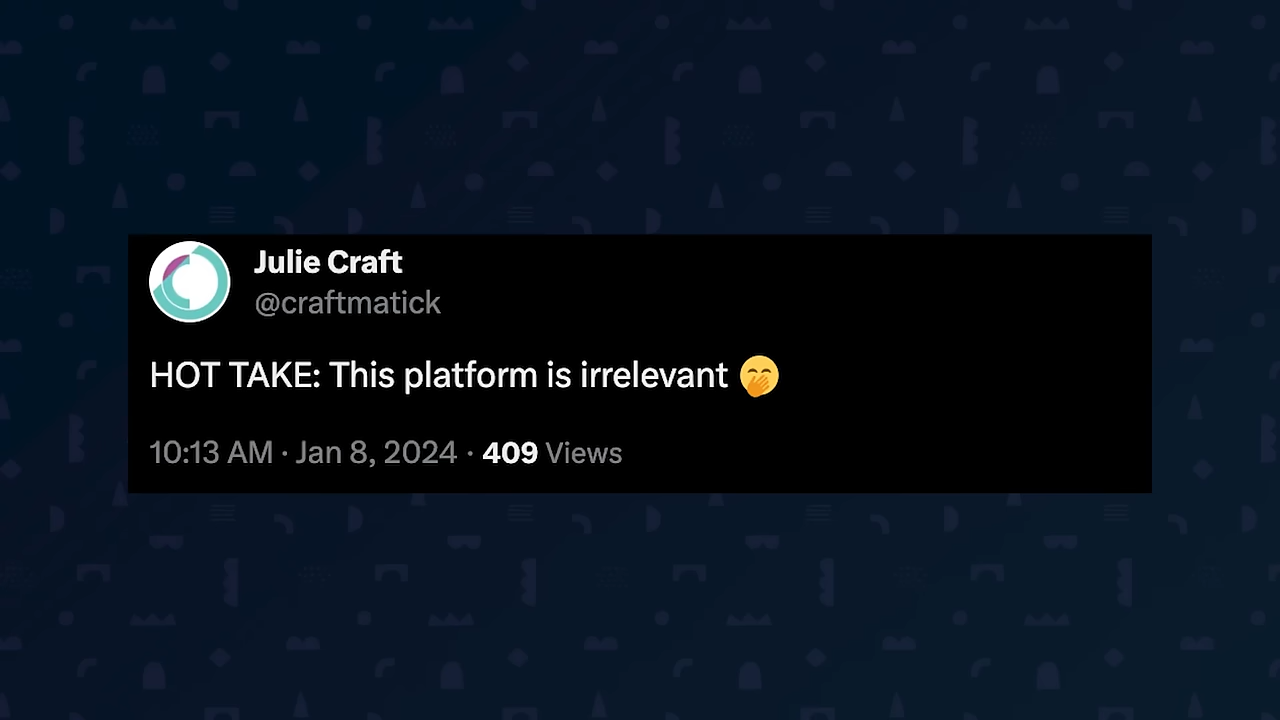 Julie Craft
@craftmatick
HOT TAKE: This platform is irrelevant 🤭
10:13 AM · Jan 8, 2024 · 409 Views